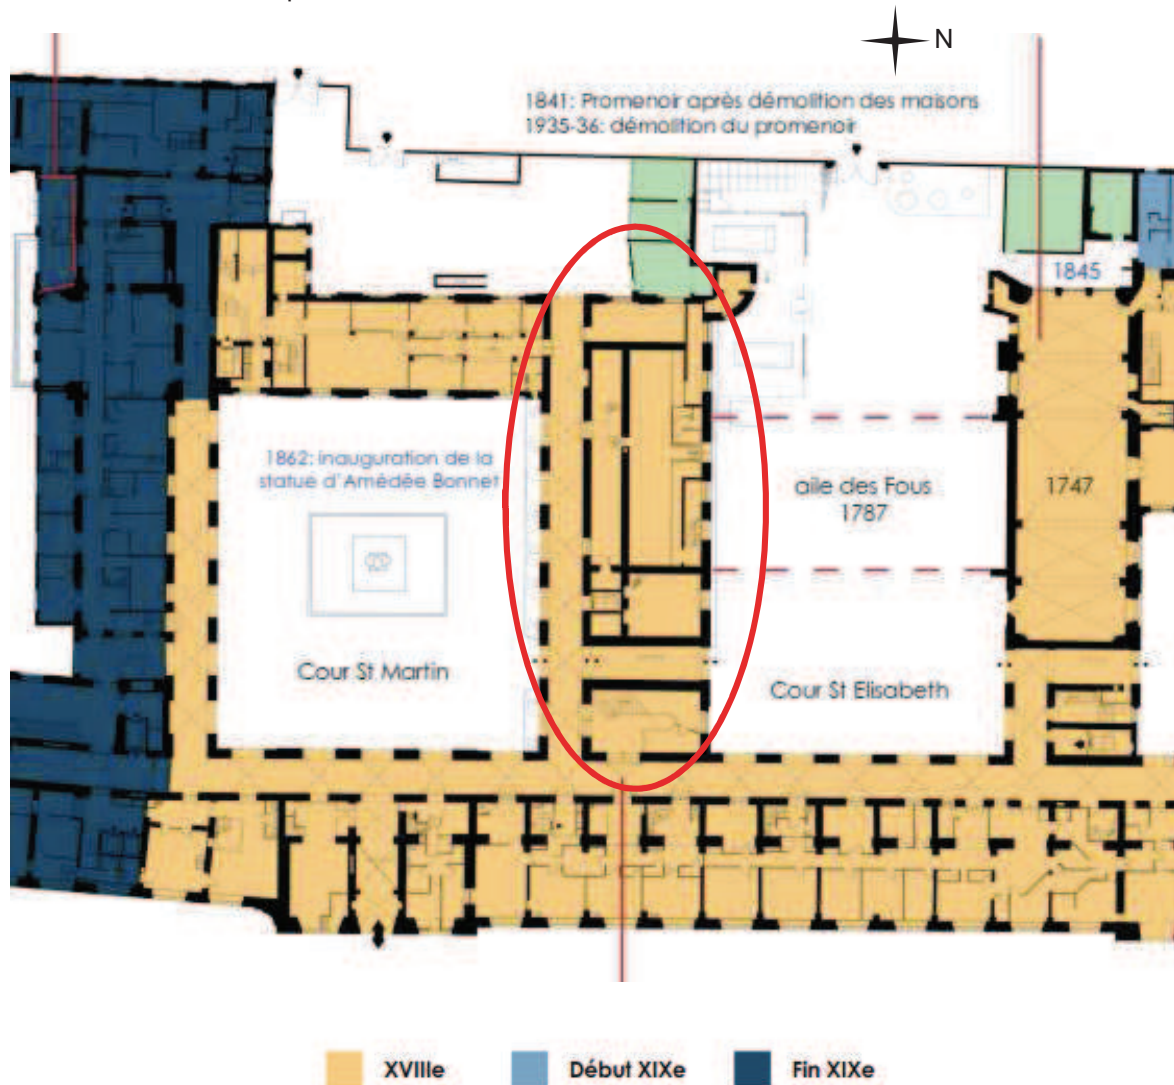 N
1841: Promenoir après démolition des maisons
1935-36: démolition du promenoir
1845
1862: inauguration de la
statue d'Amédée Bonnet
aile des Fous
1787
1747
Cour St Martin
Cour St Elisabeth
XVIIIe
Début XIXe
Fin XIXe